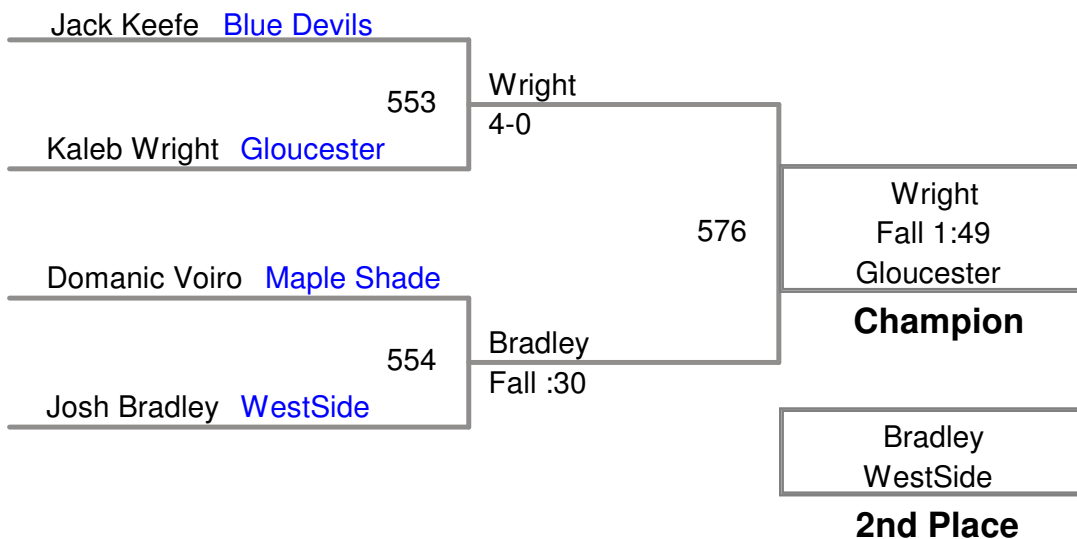 Jack Keefe Blue Devils
553
Wright
4-0
Kaleb Wright Gloucester
576
Wright
Fall 1:49
Gloucester
Champion
Domanic Voiro Maple Shade
554
Bradley
Fall :30
Josh Bradley WestSide
Bradley
WestSide
2nd Place